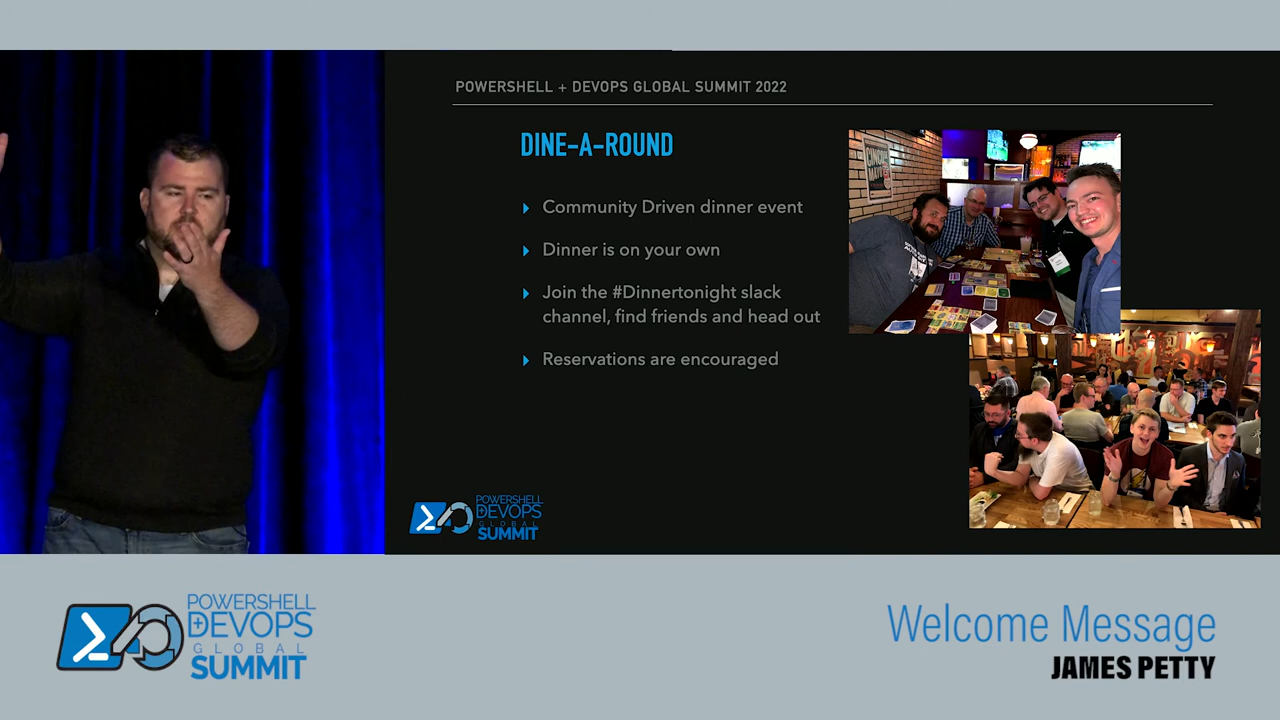 POWERSHELL + DEVOPS GLOBAL SUMMIT 2022
DINE-A-ROUND
Community Driven dinner event
Dinner is on your own
Join the #Dinnertonight slack
channel, find friends and head out
Reservations are encouraged
POWERSHELL
+DEVOPS
GLOBAL
SUMMIT
POWERSHELL
+DEVOPS
GLOBAL
SUMMIT
Welcome Message
JAMES PETTY